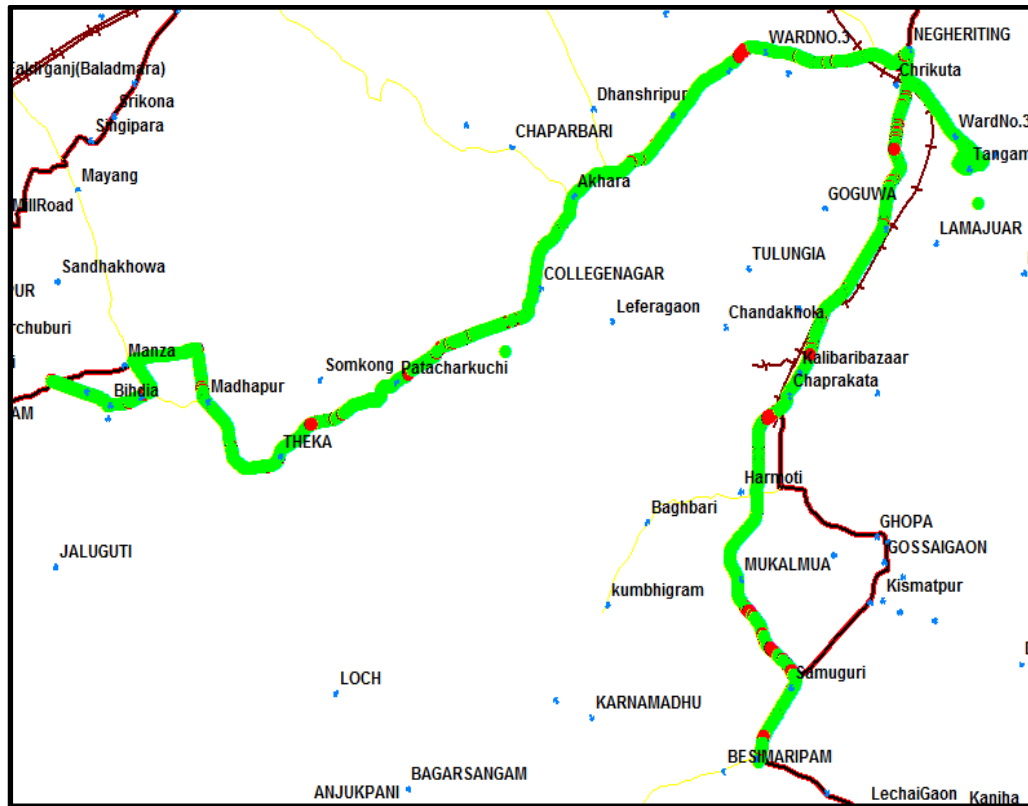 NEGHERITING
WARDNO.3
Chrikuta
Srikona
Dhanshripur
Singipara
WardNo.3
CHAPARBARI
Tangam
Mayang
Akhara
MillRoad
GOGUWA
LAMAJUAR
TULUNGIA
Sandhakhowa
COLLEGENAGAR
PUR
Leferagaon
Chandakhola
rchuburi
Manza
Kalibaribazaar
Somkong
Patacharkuchi
Chaprakata
Bihdia
Madhapur
AM
THEKA
Harmoti
Baghbari
GHOPA
GOSSAIGAON
JALUGUTI
MUKALMUA
Kismatpur
kumbhigram
Samuguri
LOCH
KARNAMADHU
BESIMARIPAM
BAGARSANGAM
ANJUKPANI
LechaiGaon
Kaniha